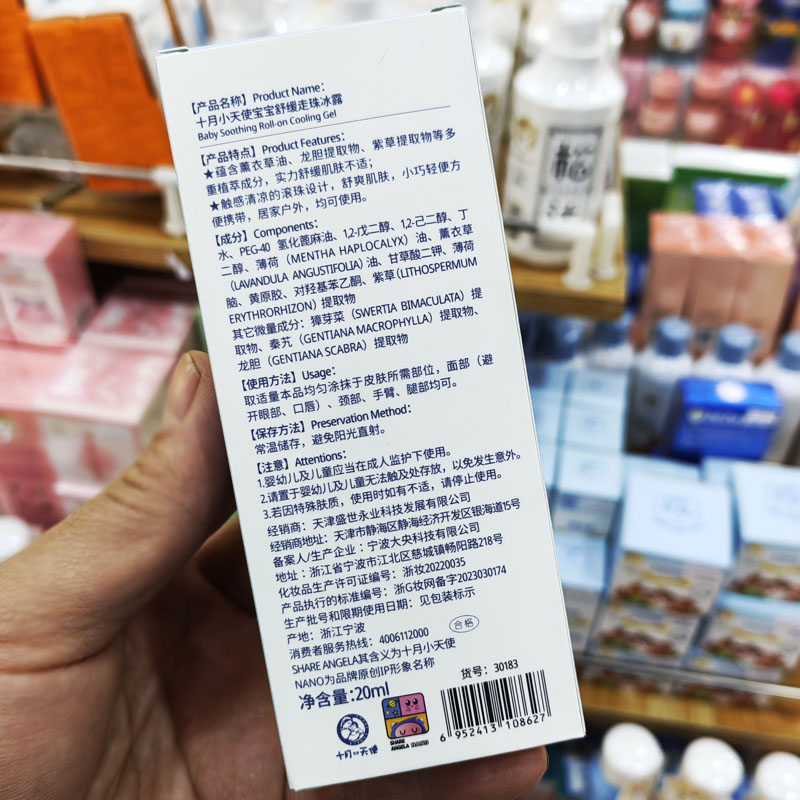 【产品名称】Product Name:
十月小天使宝宝舒缓走珠冰露
Baby Soothing Roll-on Cooling Gel
【产品特点】Product Features:
★蕴含薰衣草油、龙胆提取物、紫草提取物等多
重植萃成分，实力舒缓肌肤不适；
★触感清凉的滚珠设计，舒爽肌肤，小巧轻便方
便携带，居家户外，均可使用。
【成分】Components:
水、PEG-40 氢化蓖麻油、1,2-戊二醇、1,2-己二醇、丁
二醇、薄荷（MENTHA HAPLOCALYX）油、薰衣草
（LAVANDULA ANGUSTIFOLIA）油、甘草酸二钾、薄荷
脑、黄原胶、对羟基苯乙酮、紫草(LITHOSPERMUM
ERYTHRORHIZON) 提取物
其它微量成分：獐芽菜（SWERTIA BIMACULATA）提
取物、秦艽（GENTIANA MACROPHYLLA）提取物、
龙胆（GENTIANA SCABRA）提取物
【使用方法】Usage:
取适量本品均匀涂抹于皮肤所需部位，面部（避
开眼部、口唇）、颈部、手臂、腿部均可。
【保存方法】Preservation Method:
常温储存，避免阳光直射。
【注意】Attentions:
1.婴幼儿及儿童应当在成人监护下使用。
2.请置于婴幼儿及儿童无法触及处存放，以免发生意外。
3.若因特殊肤质，使用时如有不适，请停止使用。
经销商：天津盛世永业科技发展有限公司
经销商地址：天津市静海区静海经济开发区银海道15号
备案人/生产企业：宁波大央科技有限公司
地址：浙江省宁波市江北区慈城镇畅阳路218号
化妆品生产许可证编号：浙妆20220035
产品执行的标准编号：浙G妆网备字2023030174
生产批号和限期使用日期：见包装标示
产地：浙江宁波
消费者服务热线：4006112000
合格
SHARE ANGELA其含义为十月小天使
NANO为品牌原创IP形象名称
净含量:20ml
货号：30183
十月小天使
SHARE
ANGELA
6 952413 108627